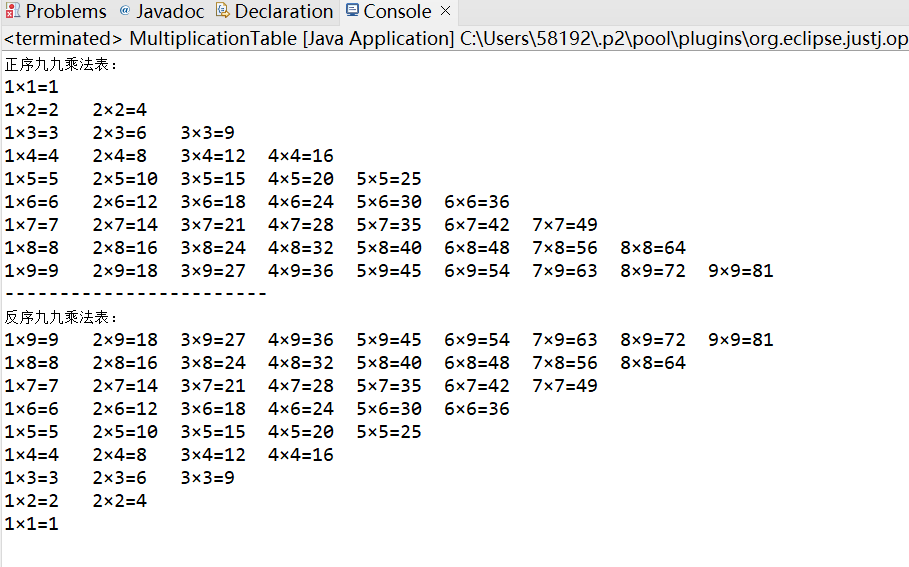 Problems @ Javadoc Declaration Console
<terminated> MultiplicationTable [Java Application] C:\Users\58192\.p2\pool\plugins\org.eclipse.justj.op
正序九九乘法表:
1×1=1
1×2=2 2×2=4
1×3=3 2×3=6 3×3=9
1×4=4 2×4=8 3×4=12 4×4=16
1×5=5 2×5=10 3×5=15 4×5=20 5×5=25
1×6=6 2×6=12 3×6=18 4×6=24 5×6=30 6×6=36
1×7=7 2×7=14 3×7=21 4×7=28 5×7=35 6×7=42 7×7=49
1×8=8 2×8=16 3×8=24 4×8=32 5×8=40 6×8=48 7×8=56 8×8=64
1×9=9 2×9=18 3×9=27 4×9=36 5×9=45 6×9=54 7×9=63 8×9=72 9×9=81
------------------------
反序九九乘法表:
1×9=9 2×9=18 3×9=27 4×9=36 5×9=45 6×9=54 7×9=63 8×9=72 9×9=81
1×8=8 2×8=16 3×8=24 4×8=32 5×8=40 6×8=48 7×8=56 8×8=64
1×7=7 2×7=14 3×7=21 4×7=28 5×7=35 6×7=42 7×7=49
1×6=6 2×6=12 3×6=18 4×6=24 5×6=30 6×6=36
1×5=5 2×5=10 3×5=15 4×5=20 5×5=25
1×4=4 2×4=8 3×4=12 4×4=16
1×3=3 2×3=6 3×3=9
1×2=2 2×2=4
1×1=1